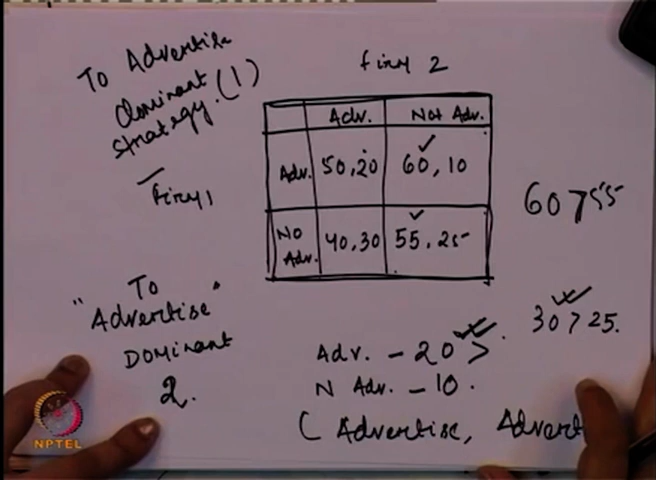 To Advertise
dominant
strategy. (1)
Firm 2
Adv. Not Adv.
Adv. 50,20 60,10
No Adv. 40,30 55,25
Firm 1
60 > 55
"To
Advertise"
DOMINANT
2.
30 > 25.
Adv. - 20 >
N Adv. - 10.
( Advertise, Advert
NPTEL